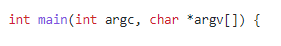 int main(int argc, char *argv[]) {